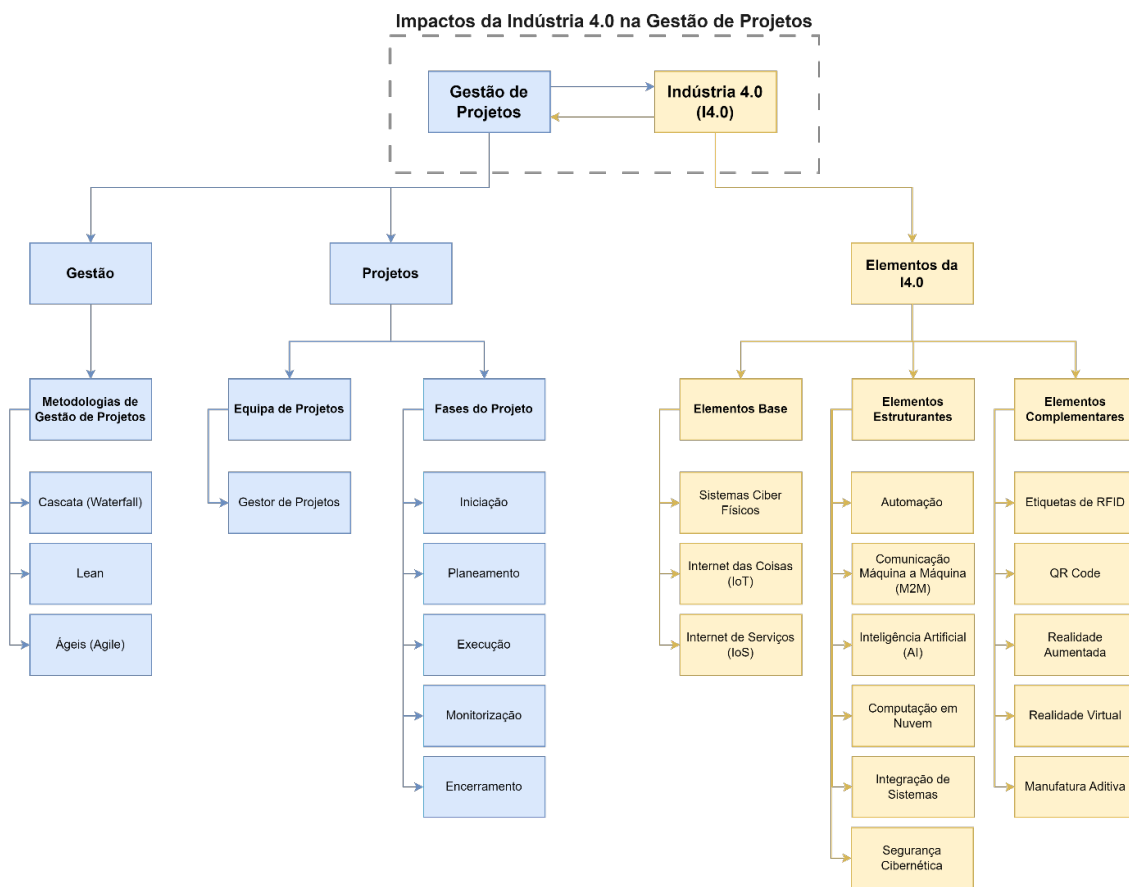 Impactos da Indústria 4.0 na Gestão de Projetos
Gestão de
Projetos
Indústria 4.0
(I4.0)
Gestão
Projetos
Elementos da
I4.0
Metodologias de
Gestão de Projetos
Equipa de Projetos
Fases do Projeto
Elementos Base
Elementos
Estruturantes
Elementos
Complementares
Cascata (Waterfall)
Lean
Ágeis (Agile)
Gestor de Projetos
Iniciação
Planeamento
Execução
Monitorização
Encerramento
Sistemas Ciber
Físicos
Internet das Coisas
(IoT)
Internet de Serviços
(IoS)
Automação
Comunicação
Máquina a Máquina
(M2M)
Inteligência Artificial
(AI)
Computação em
Nuvem
Integração de
Sistemas
Segurança
Cibernética
Etiquetas de RFID
QR Code
Realidade
Aumentada
Realidade Virtual
Manufatura Aditiva